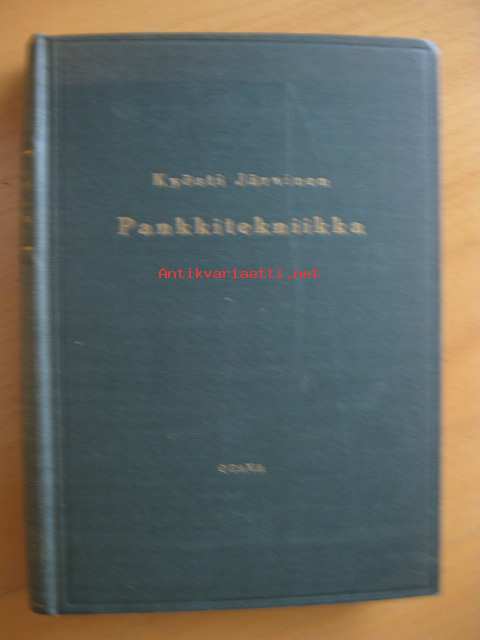 Kyösti Järvinen
Pankkitekniikka
Antikvariaatti.net
OTAVA